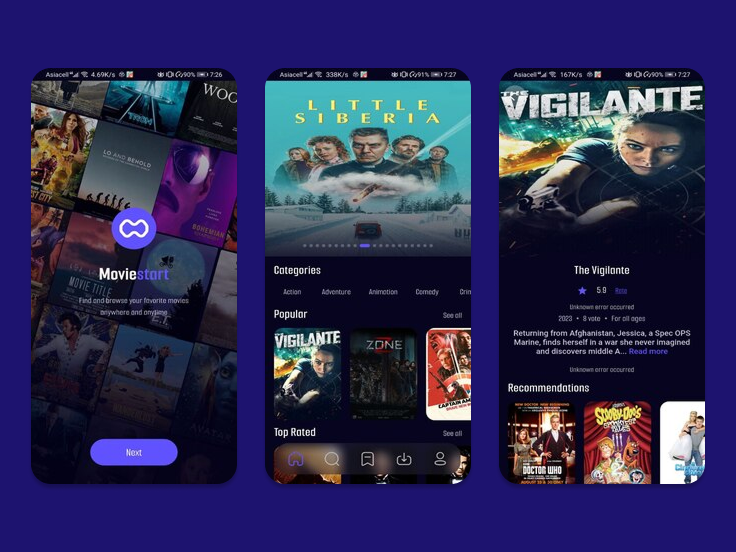 Asiacell 4.69K/s 90% 7:26
WOO
TRON
LOST CITY
LO AND BEHOLD
BOHEMIAN
MOVIE TITLE
AVATAR
Moviestart
Find and browse your favorite movies
anywhere and anytime
Next
Asiacell 338K/s 91% 7:27
LITTLE
SIBERIA
Categories
Action Adventure Animation Comedy Crim
Popular See all
THE
VIGILANTE
ZONE
CAPTAIN
Top Rated See all
Asiacell 167K/s 90% 7:27
THE
VIGILANTE
The Vigilante
5.9 Rate
Unknown error occurred
2023 • 8 vote • For all ages
Returning from Afghanistan, Jessica, a Spec OPS
Marine, finds herself in a war she never imagined
and discovers middle A... Read more
Unknown error occurred
Recommendations
DOCTOR WHO
SCOOBY-DOO!